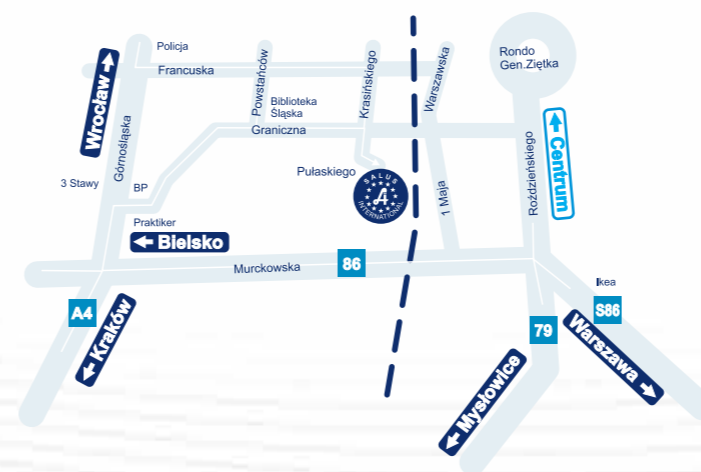 Policja
Francuska
Rondo
Gen.Ziętka
Wrocław
Górnośląska
Powstańców
Krasińskiego
Warszawska
Biblioteka
Śląska
Graniczna
Centrum
Roździeńskiego
3 Stawy
BP
Pułaskiego
SALUS
A
INTERNATIONAL
1 Maja
Praktiker
Bielsko
Murckowska
86
Ikea
S86
A4
Kraków
79
Warszawa
Mysłowice